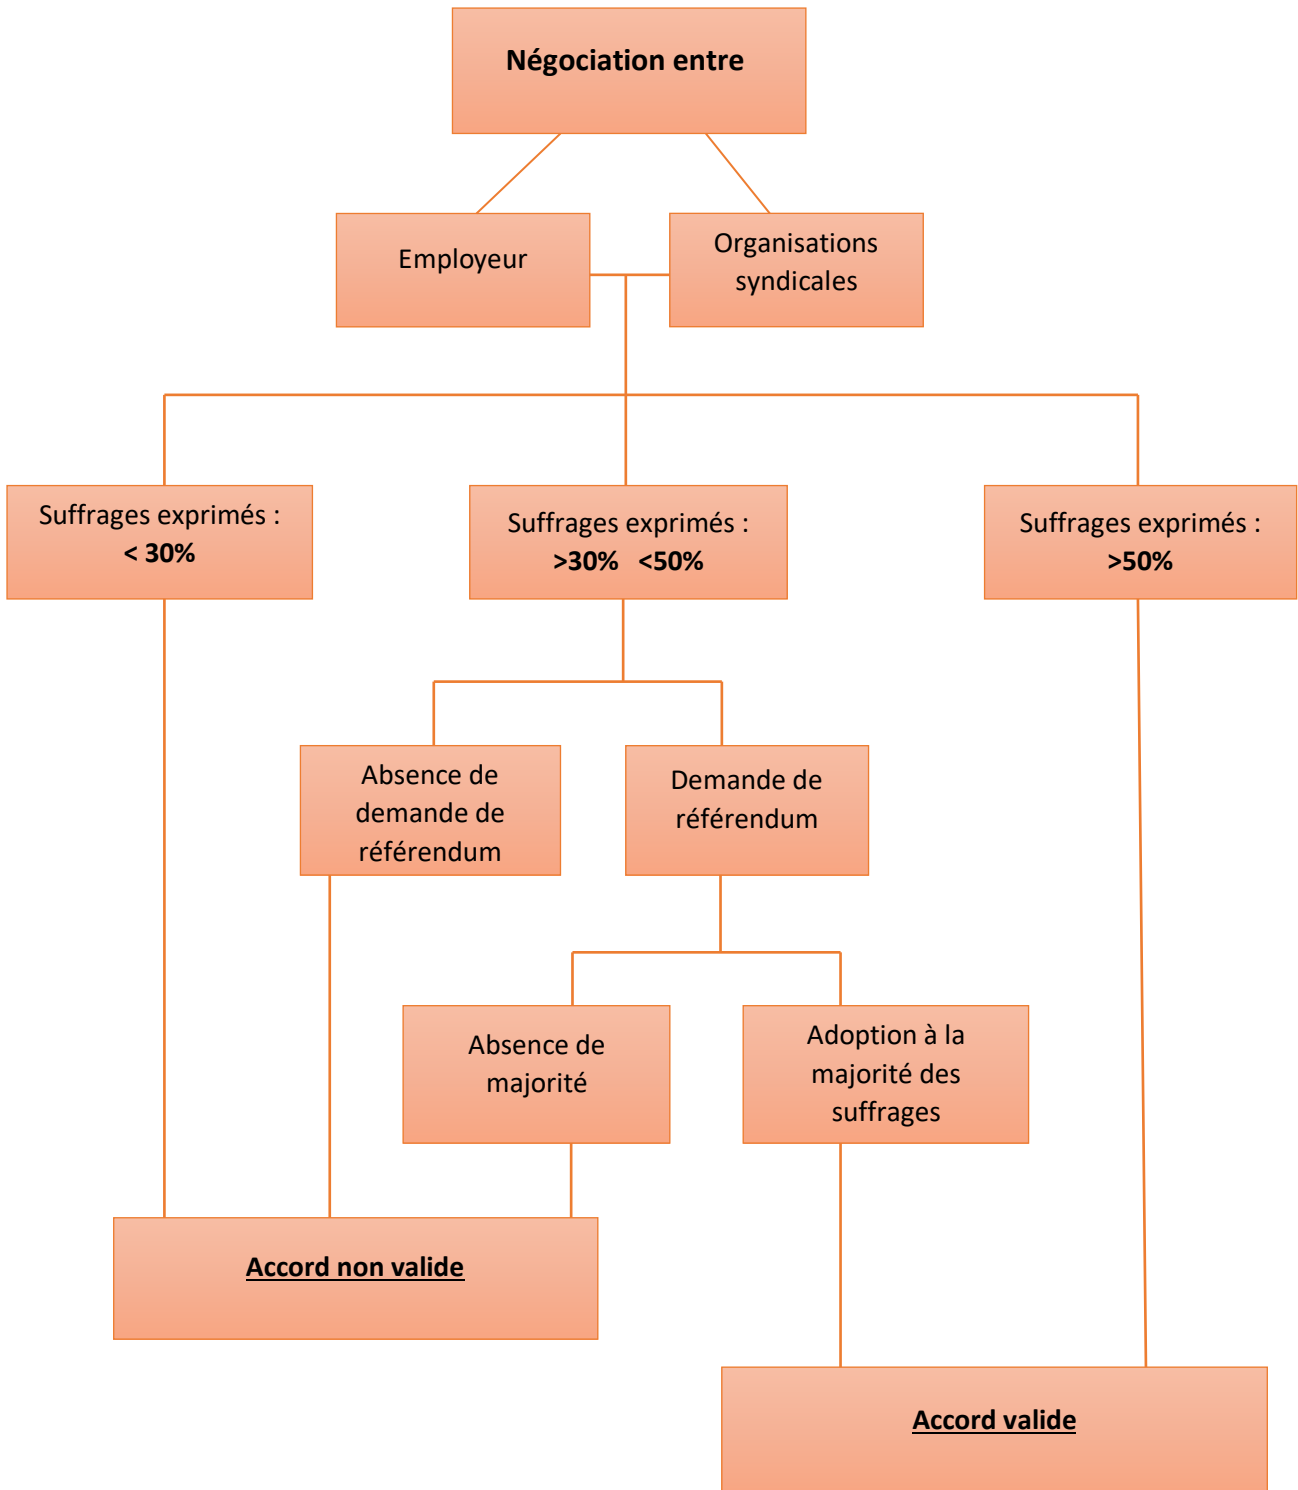 Négociation entre
Employeur
Organisations
syndicales
Suffrages exprimés :
< 30%
Suffrages exprimés :
>30%   <50%
Suffrages exprimés :
>50%
Absence de
demande de
référendum
Demande de
référendum
Absence de
majorité
Adoption à la
majorité des
suffrages
Accord non valide
Accord valide